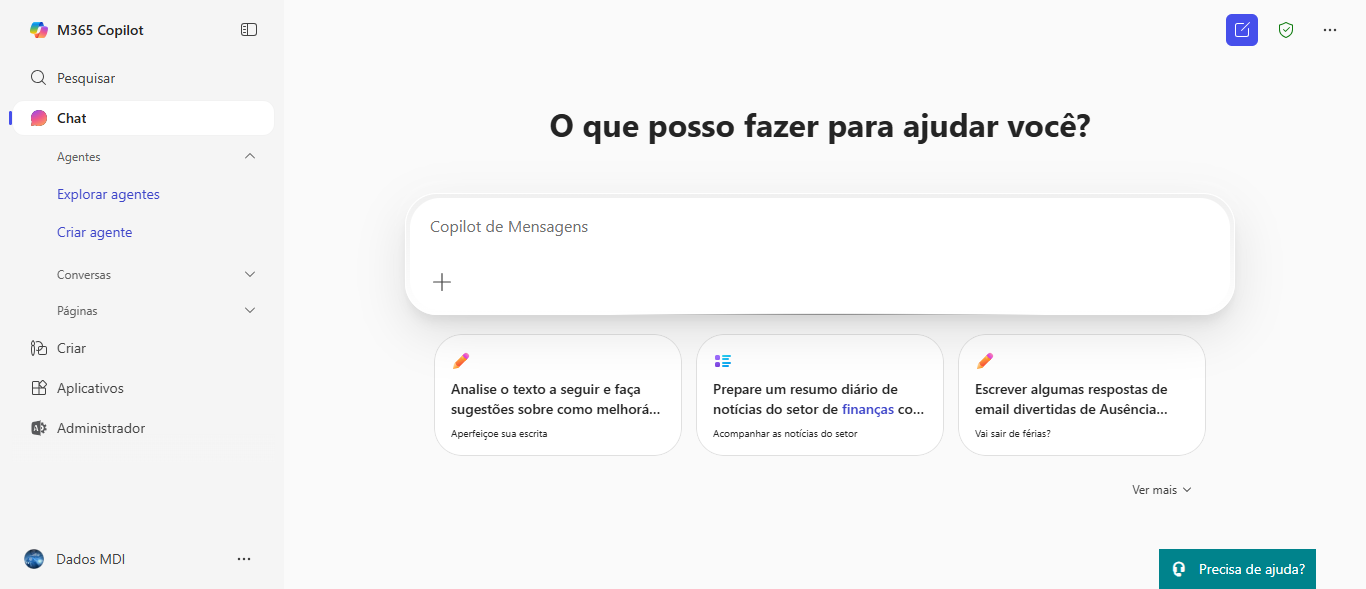 M365 Copilot
Pesquisar
Chat
Agentes
Explorar agentes
Criar agente
Conversas
Páginas
Criar
Aplicativos
Administrador
Dados MDI
O que posso fazer para ajudar você?
Copilot de Mensagens
Analise o texto a seguir e faça
sugestões sobre como melhorá...
Aperfeiçoe sua escrita
Prepare um resumo diário de
notícias do setor de finanças co...
Acompanhar as notícias do setor
Escrever algumas respostas de
email divertidas de Ausência...
Vai sair de férias?
Ver mais
Precisa de ajuda?